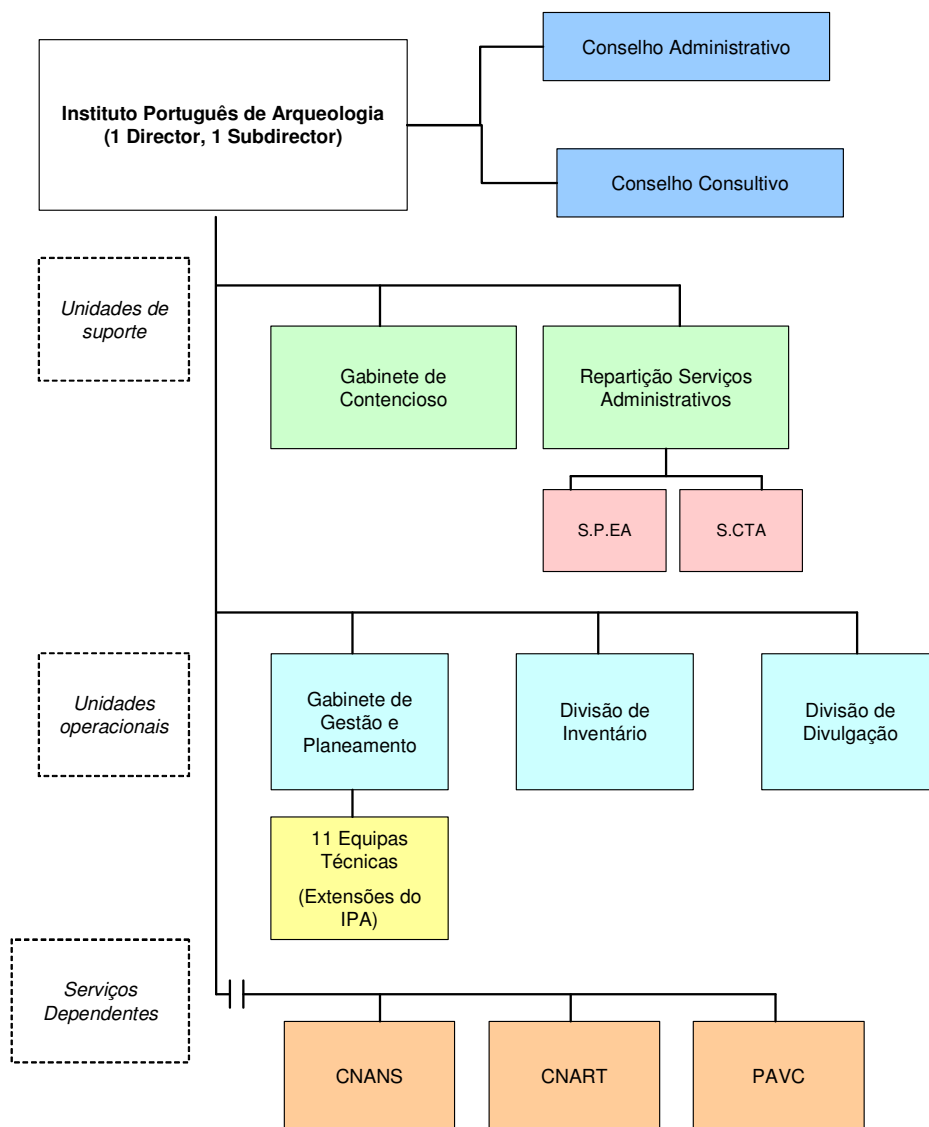 Instituto Português de Arqueologia
(1 Director, 1 Subdirector)
Conselho Administrativo
Conselho Consultivo
Unidades de
suporte
Gabinete de
Contencioso
Repartição Serviços
Administrativos
S.P.EA
S.CTA
Unidades
operacionais
Gabinete de
Gestão e
Planeamento
Divisão de
Inventário
Divisão de
Divulgação
11 Equipas
Técnicas
(Extensões do
IPA)
Serviços
Dependentes
CNANS
CNART
PAVC